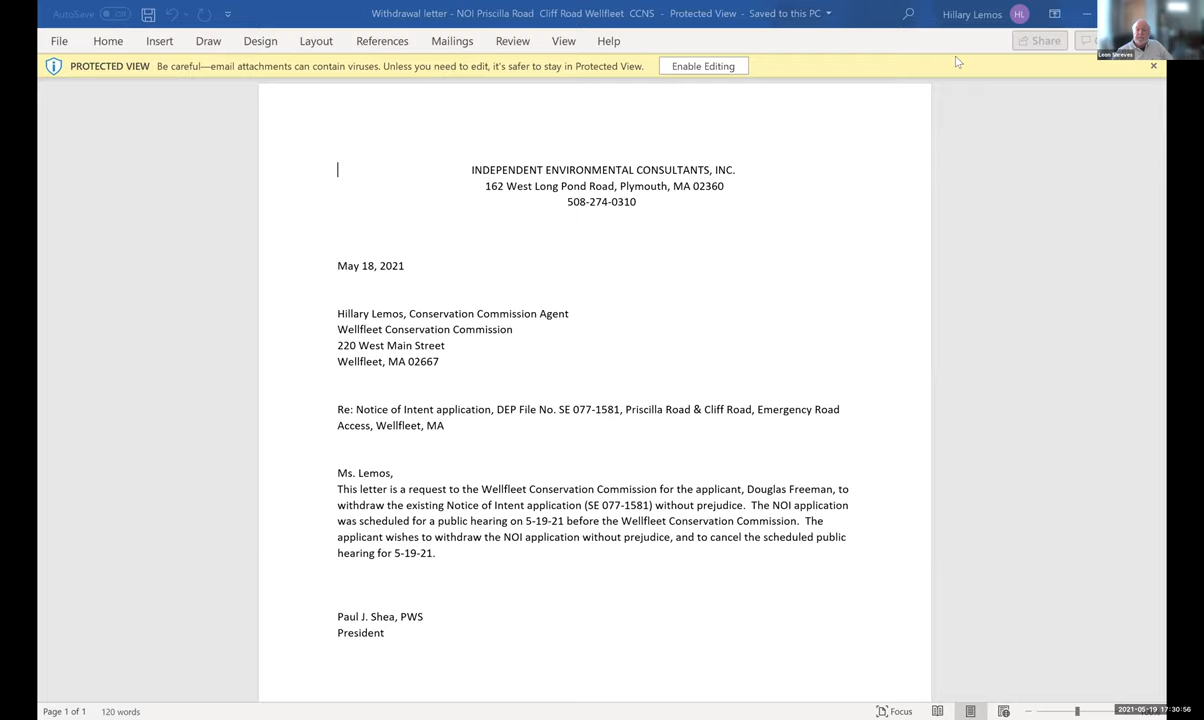 AutoSave Off
Withdrawal letter - NOI Priscilla Road Cliff Road Wellfleet CCNS - Protected View - Saved to this PC
Hillary Lemos HL
File Home Insert Draw Design Layout References Mailings Review View Help
Share
Leon Shreves
PROTECTED VIEW Be careful—email attachments can contain viruses. Unless you need to edit, it's safer to stay in Protected View. Enable Editing
INDEPENDENT ENVIRONMENTAL CONSULTANTS, INC.
162 West Long Pond Road, Plymouth, MA 02360
508-274-0310
May 18, 2021
Hillary Lemos, Conservation Commission Agent
Wellfleet Conservation Commission
220 West Main Street
Wellfleet, MA 02667
Re: Notice of Intent application, DEP File No. SE 077-1581, Priscilla Road & Cliff Road, Emergency Road
Access, Wellfleet, MA
Ms. Lemos,
This letter is a request to the Wellfleet Conservation Commission for the applicant, Douglas Freeman, to
withdraw the existing Notice of Intent application (SE 077-1581) without prejudice. The NOI application
was scheduled for a public hearing on 5-19-21 before the Wellfleet Conservation Commission. The
applicant wishes to withdraw the NOI application without prejudice, and to cancel the scheduled public
hearing for 5-19-21.
Paul J. Shea, PWS
President
Page 1 of 1 120 words Focus
2021-05-19 17:30:56